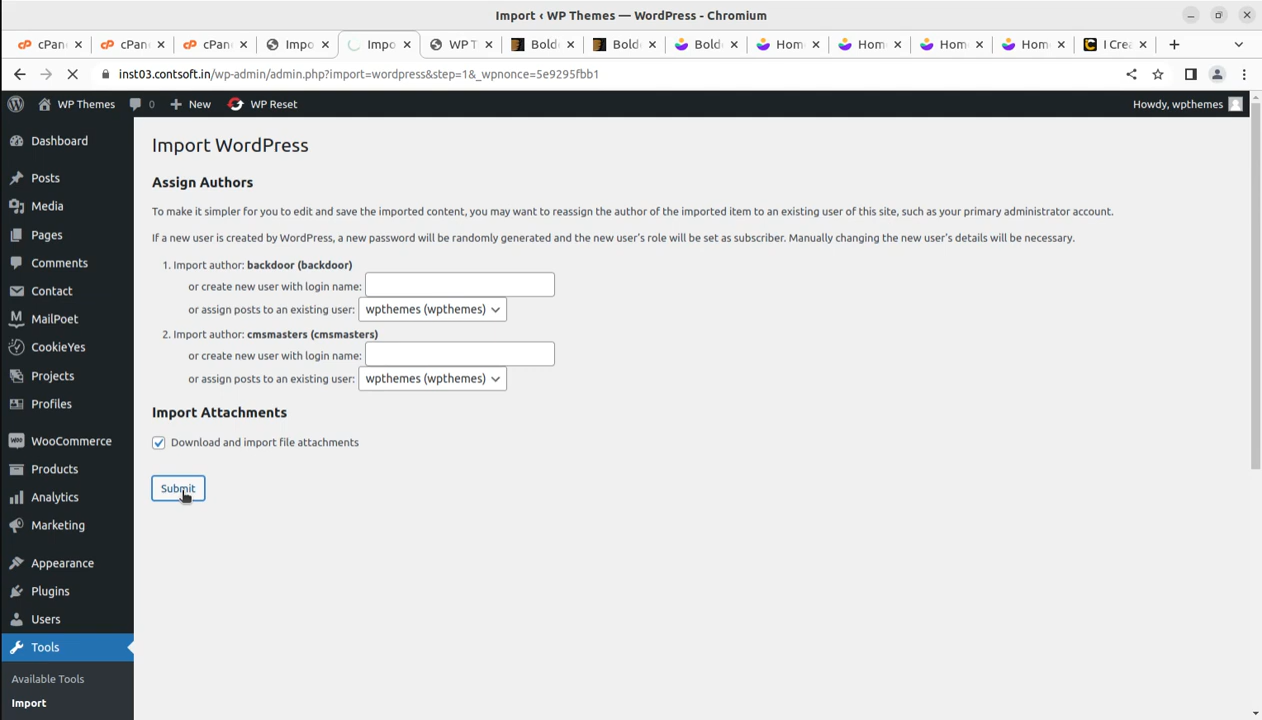 Import ‹ WP Themes — WordPress - Chromium
cPan
cPan
cPan
Impo
Impo
WP T
Bold
Bold
Bold
Hom
Hom
Hom
Hom
I Crea
inst03.contsoft.in/wp-admin/admin.php?import=wordpress&step=1&_wpnonce=5e9295fbb1
WP Themes
0
New
WP Reset
Howdy, wpthemes
Dashboard
Posts
Media
Pages
Comments
Contact
MailPoet
CookieYes
Projects
Profiles
WooCommerce
Products
Analytics
Marketing
Appearance
Plugins
Users
Tools
Available Tools
Import
Import WordPress
Assign Authors
To make it simpler for you to edit and save the imported content, you may want to reassign the author of the imported item to an existing user of this site, such as your primary administrator account.
If a new user is created by WordPress, a new password will be randomly generated and the new user's role will be set as subscriber. Manually changing the new user's details will be necessary.
1. Import author: backdoor (backdoor)
or create new user with login name:
or assign posts to an existing user: wpthemes (wpthemes)
2. Import author: cmsmasters (cmsmasters)
or create new user with login name:
or assign posts to an existing user: wpthemes (wpthemes)
Import Attachments
Download and import file attachments
Submit